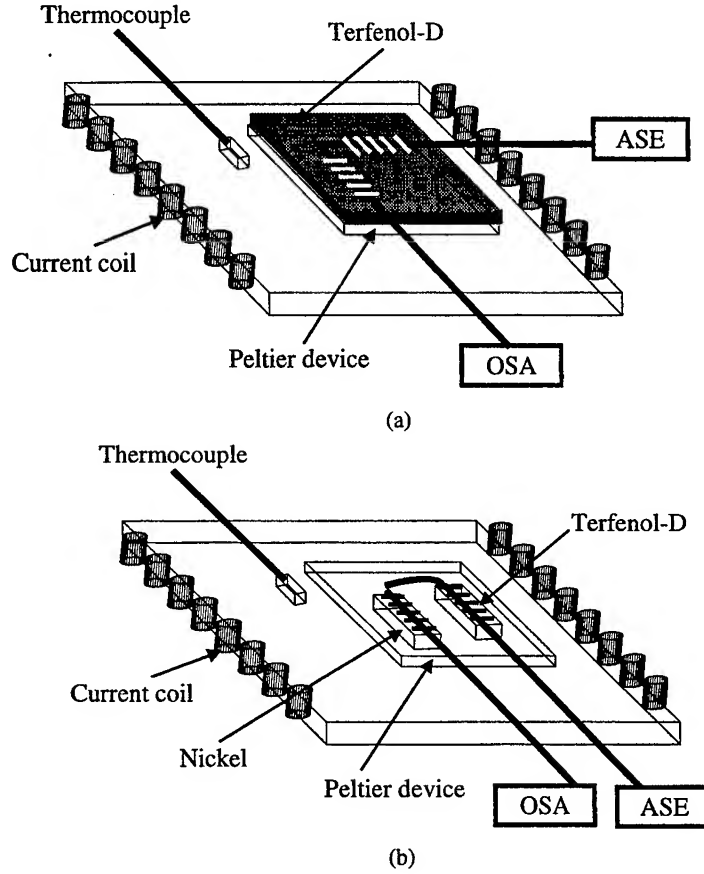 Thermocouple
Terfenol-D
ASE
Current coil
Peltier device
OSA
(a)
Thermocouple
Terfenol-D
Current coil
Nickel
Peltier device
OSA
ASE
(b)